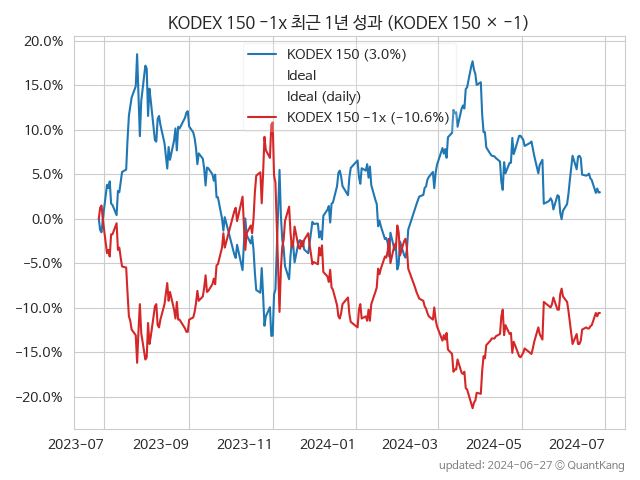 KODEX 150 -1x 최근 1년 성과 (KODEX 150 × -1)
20.0%
15.0%
10.0%
5.0%
0.0%
-5.0%
-10.0%
-15.0%
-20.0%
KODEX 150 (3.0%)
Ideal
Ideal (daily)
KODEX 150 -1x (-10.6%)
2023-07
2023-09
2023-11
2024-01
2024-03
2024-05
2024-07
updated: 2024-06-27 © QuantKang